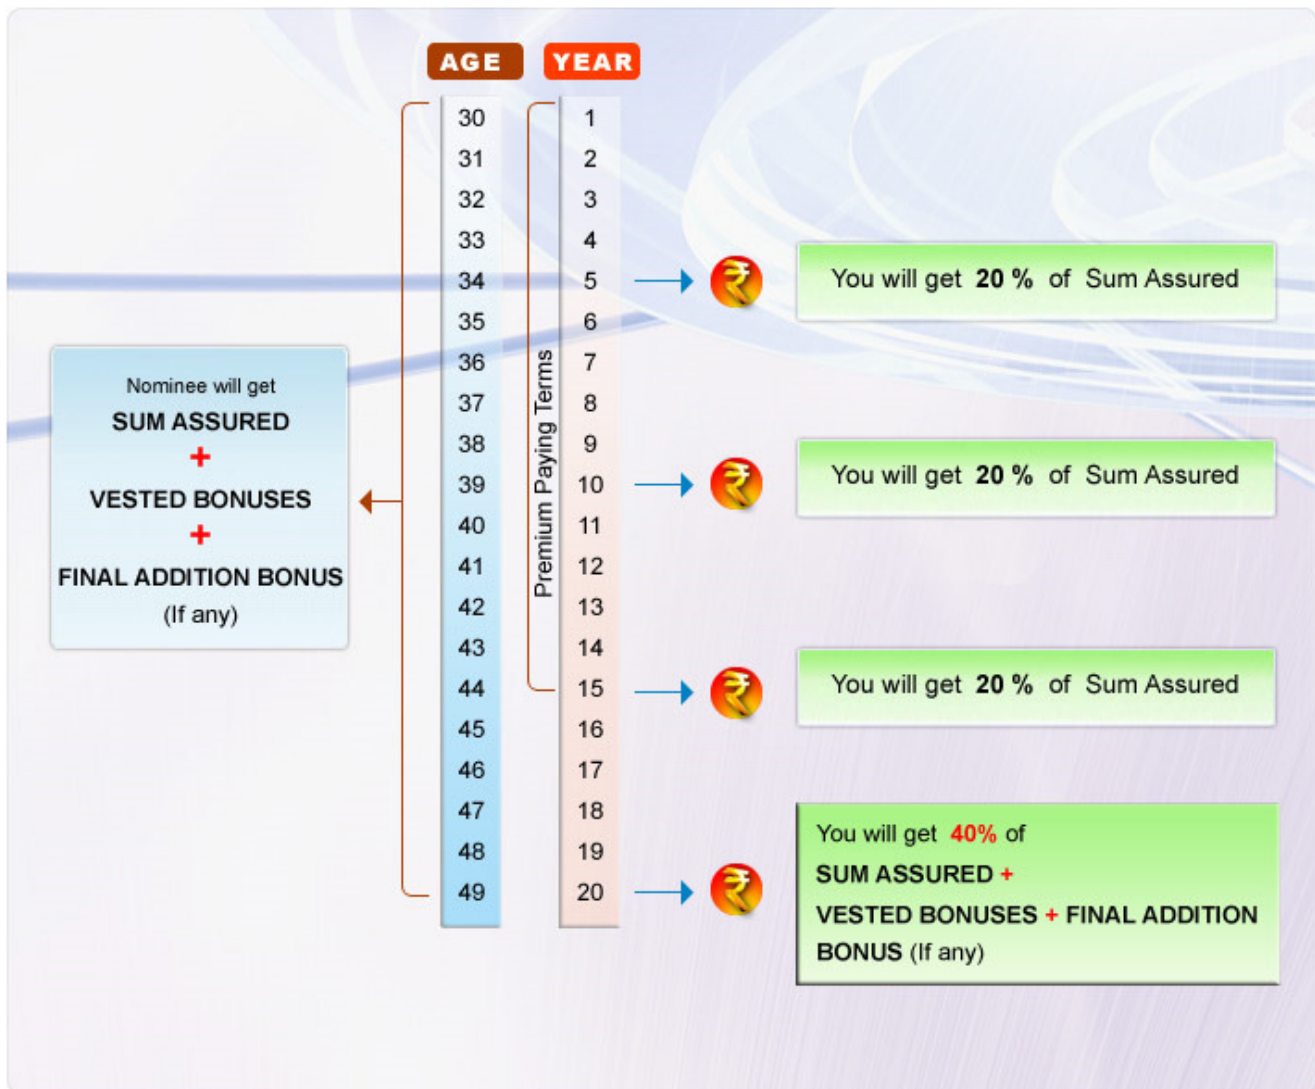 AGE YEAR
30 1
31 2
32 3
33 4
34 5
You will get 20 % of Sum Assured
35 6
36 7
37 8
38 9
39 10
You will get 20 % of Sum Assured
40 11
41 12
42 13
43 14
44 15
You will get 20 % of Sum Assured
45 16
46 17
47 18
48 19
49 20
Premium Paying Terms
Nominee will get
SUM ASSURED
+
VESTED BONUSES
+
FINAL ADDITION BONUS
(If any)
You will get 40% of
SUM ASSURED +
VESTED BONUSES + FINAL ADDITION
BONUS (If any)